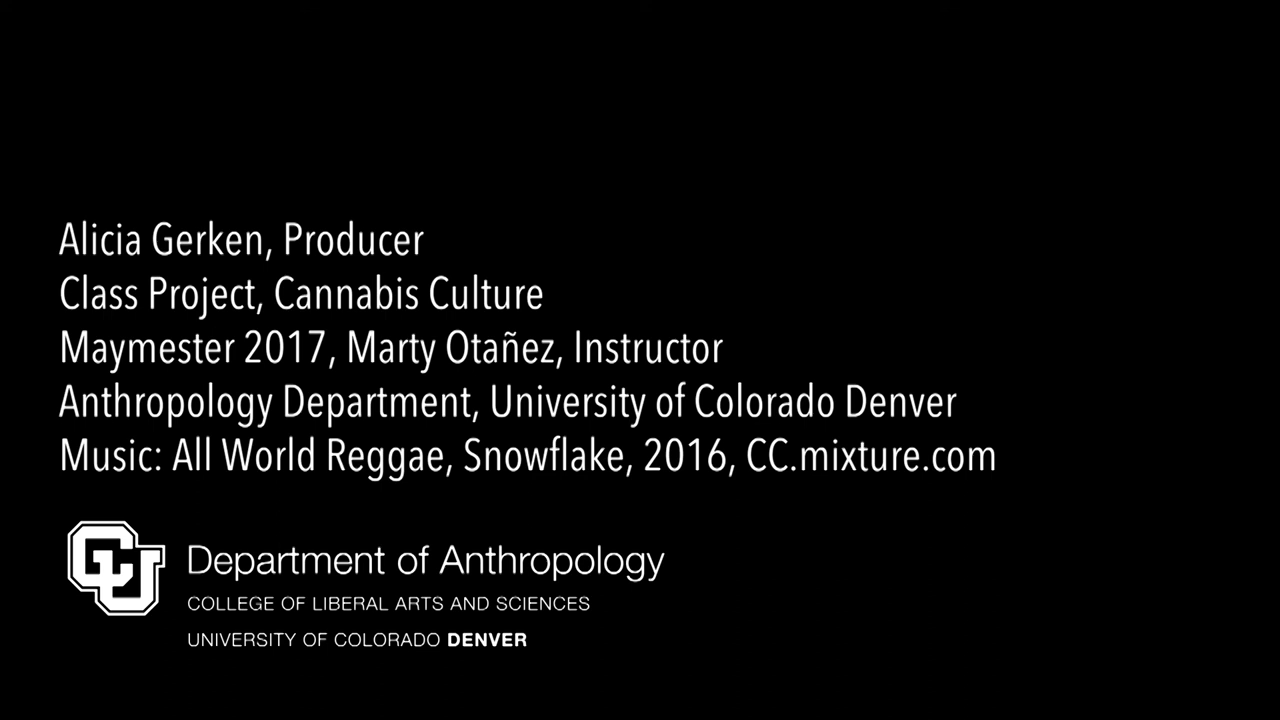 Alicia Gerken, Producer
Class Project, Cannabis Culture
Maymester 2017, Marty Otañez, Instructor
Anthropology Department, University of Colorado Denver
Music: All World Reggae, Snowflake, 2016, CC.mixture.com
CU
Department of Anthropology
COLLEGE OF LIBERAL ARTS AND SCIENCES
UNIVERSITY OF COLORADO DENVER